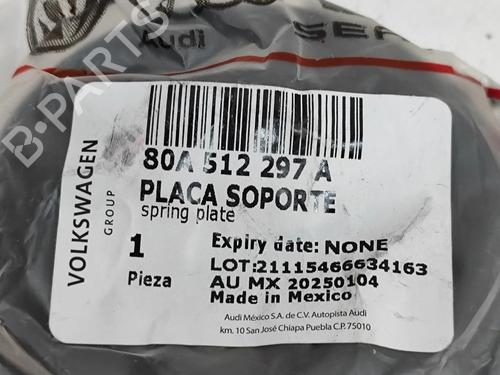 Audi
SEA
VOLKSWAGEN
GROUP
80A 512 297 A
PLACA SOPORTE
spring plate
1
Pieza
Expiry date: NONE
LOT:21115466634163
AU MX 20250104
Made in Mexico
Audi México S.A. de C.V. Autopista Audi
km. 10 San José Chiapa Puebla C.P. 75010
B-PARTS